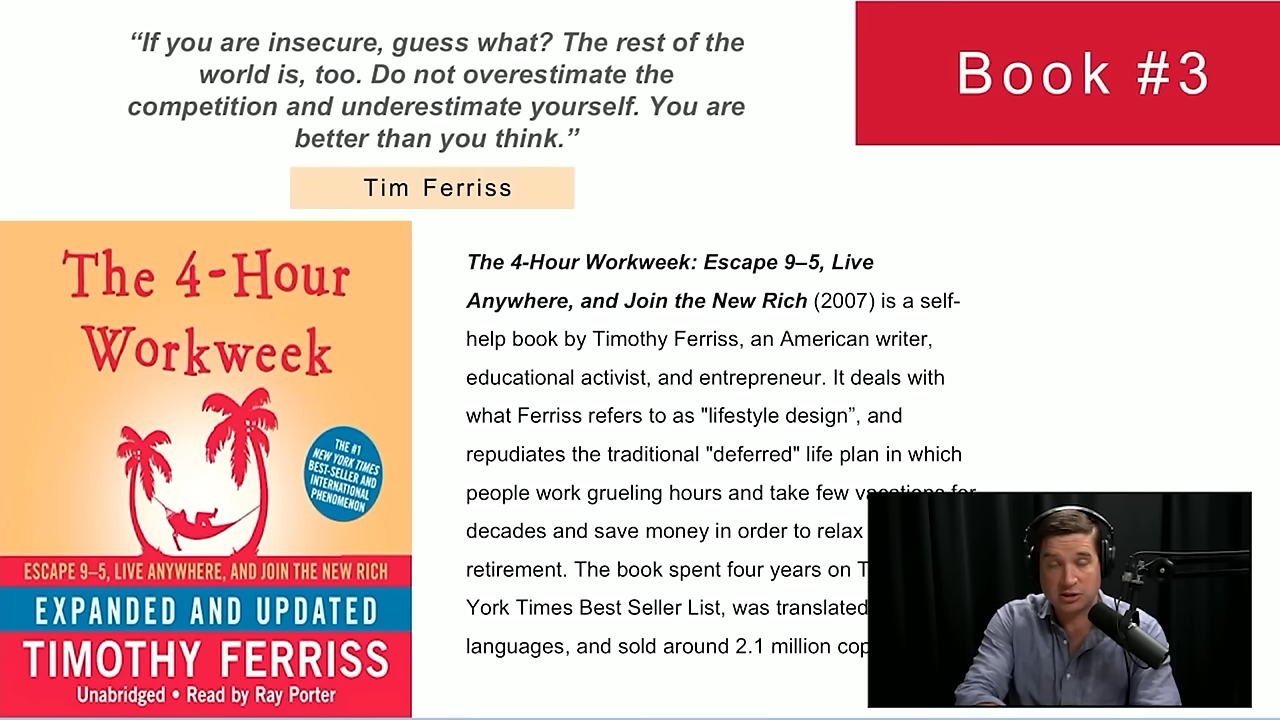 “If you are insecure, guess what? The rest of the
world is, too. Do not overestimate the
competition and underestimate yourself. You are
better than you think.”
Tim Ferriss
Book #3
The 4-Hour
Workweek
THE #1
NEW YORK TIMES
BEST-SELLER AND
INTERNATIONAL
PHENOMENON
ESCAPE 9–5, LIVE ANYWHERE, AND JOIN THE NEW RICH
EXPANDED AND UPDATED
TIMOTHY FERRISS
Unabridged • Read by Ray Porter
The 4-Hour Workweek: Escape 9–5, Live
Anywhere, and Join the New Rich (2007) is a self-
help book by Timothy Ferriss, an American writer,
educational activist, and entrepreneur. It deals with
what Ferriss refers to as "lifestyle design”, and
repudiates the traditional "deferred" life plan in which
people work grueling hours and take few vacations for
decades and save money in order to relax
retirement. The book spent four years on
York Times Best Seller List, was translated
languages, and sold around 2.1 million